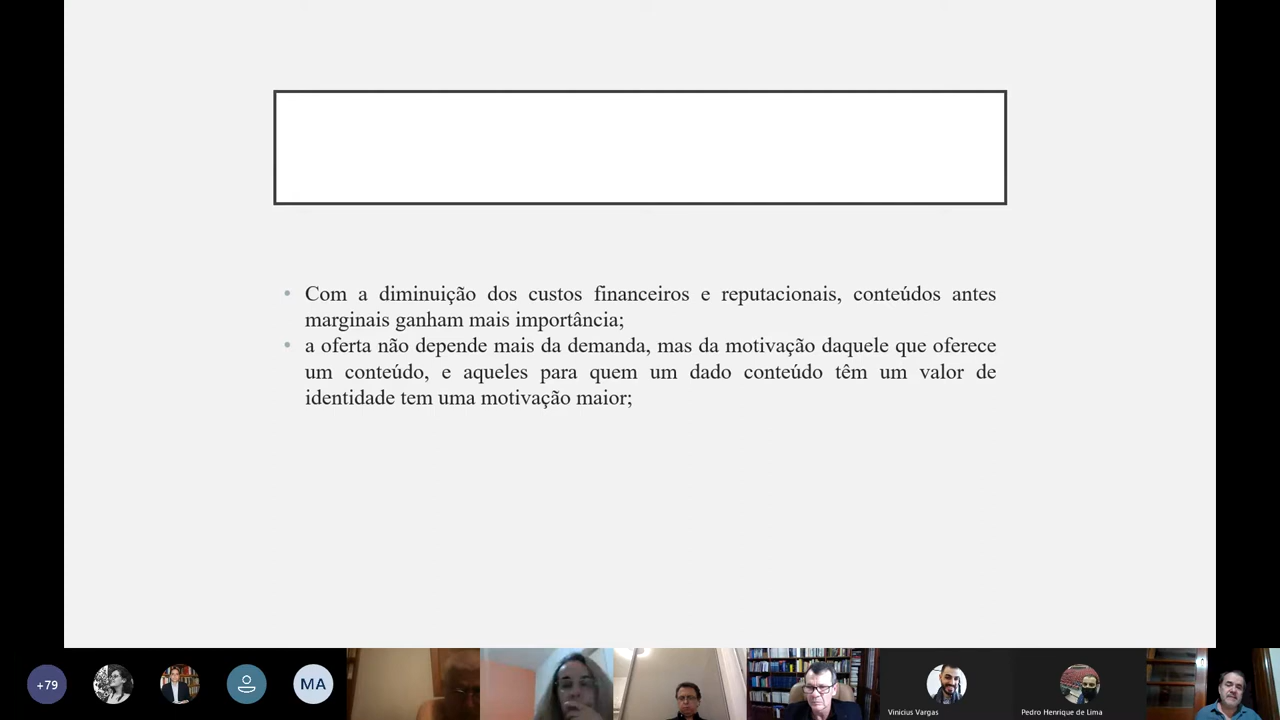 Com a diminuição dos custos financeiros e reputacionais, conteúdos antes
marginais ganham mais importância;
a oferta não depende mais da demanda, mas da motivação daquele que oferece
um conteúdo, e aqueles para quem um dado conteúdo têm um valor de
identidade tem uma motivação maior;
+79
MA
Vinicius Vargas
Pedro Henrique de Lima